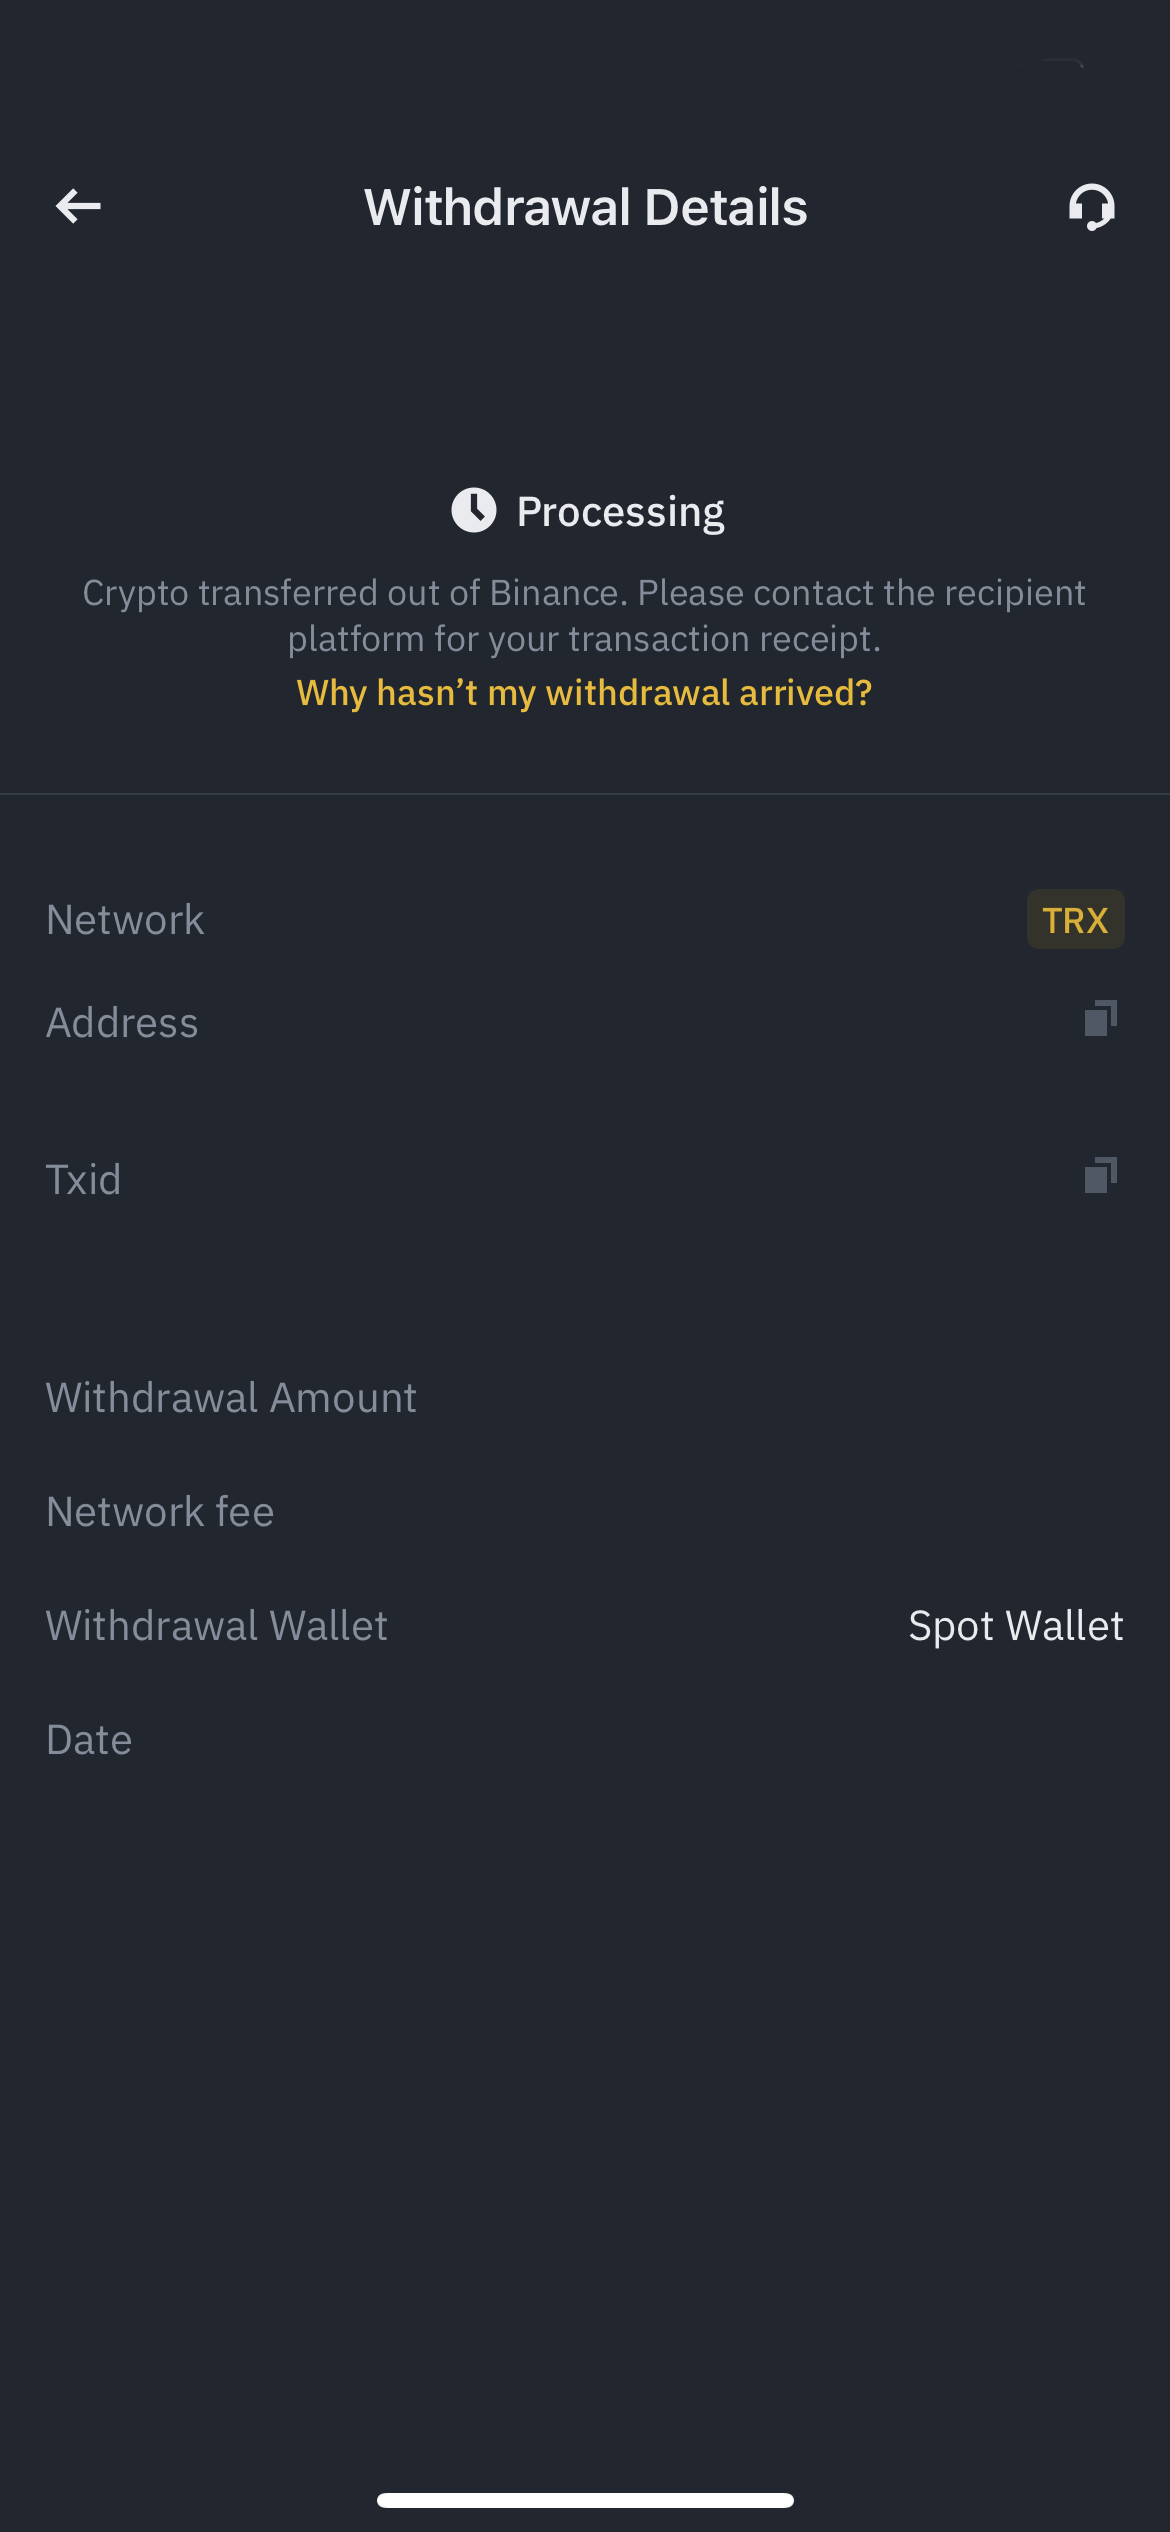 Withdrawal Details
Processing
Crypto transferred out of Binance. Please contact the recipient
platform for your transaction receipt.
Why hasn’t my withdrawal arrived?
Network TRX
Address
Txid
Withdrawal Amount
Network fee
Withdrawal Wallet Spot Wallet
Date